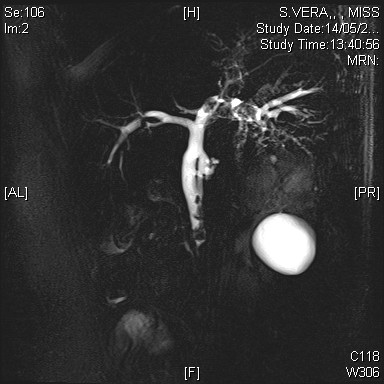 Se:106
Im:2
[H]
S.VERA,, , MISS
Study Date:14/05/2...
Study Time:13:40:56
MRN:
[AL]
[PR]
[F]
C118
W306